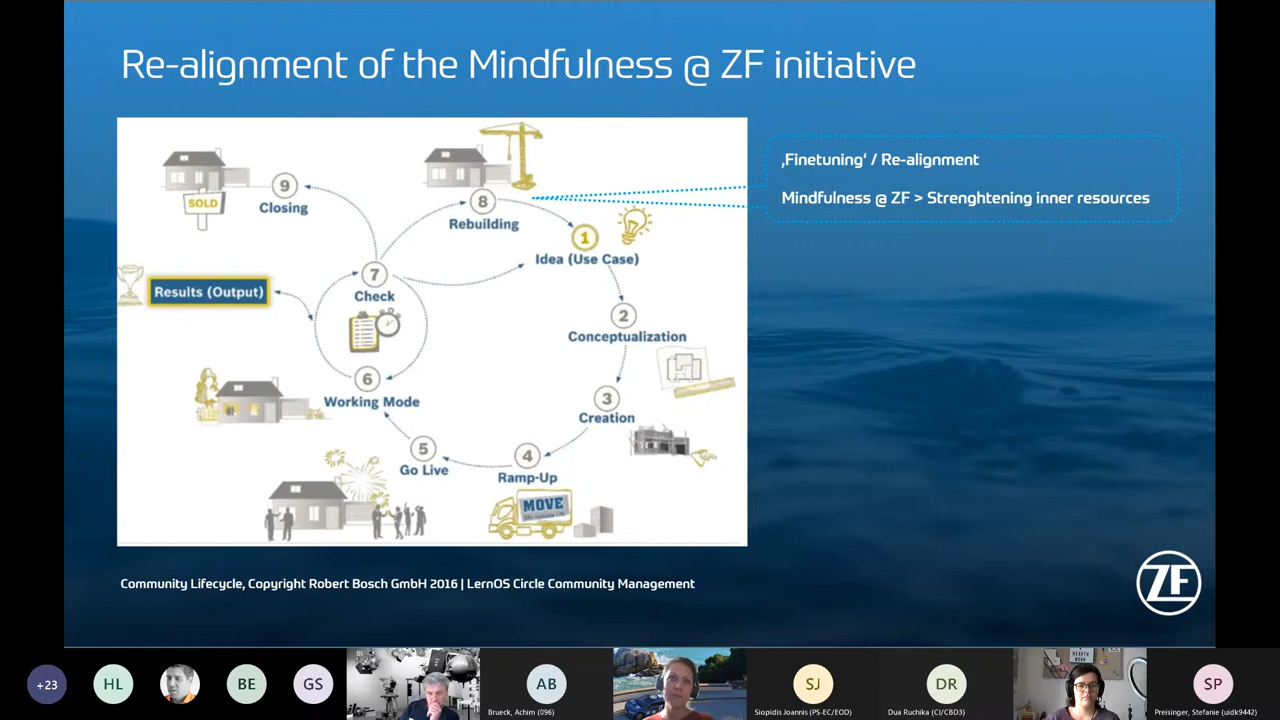 Re-alignment of the Mindfulness @ ZF initiative
9
Closing
SOLD
8
Rebuilding
1
Idea (Use Case)
7
Check
Results (Output)
2
Conceptualization
6
Working Mode
3
Creation
5
Go Live
4
Ramp-Up
MOVE
‚Finetuning‘ / Re-alignment
Mindfulness @ ZF > Strenghtening inner resources
Community Lifecycle, Copyright Robert Bosch GmbH 2016 | LernOS Circle Community Management
ZF
+23
HL
BE
GS
AB
Brueck, Achim (096)
SJ
Siopidis Joannis (PS-EC/EOD)
DR
Dua Ruchika (CI/CBD3)
SP
Preisinger, Stefanie (uidk9442)